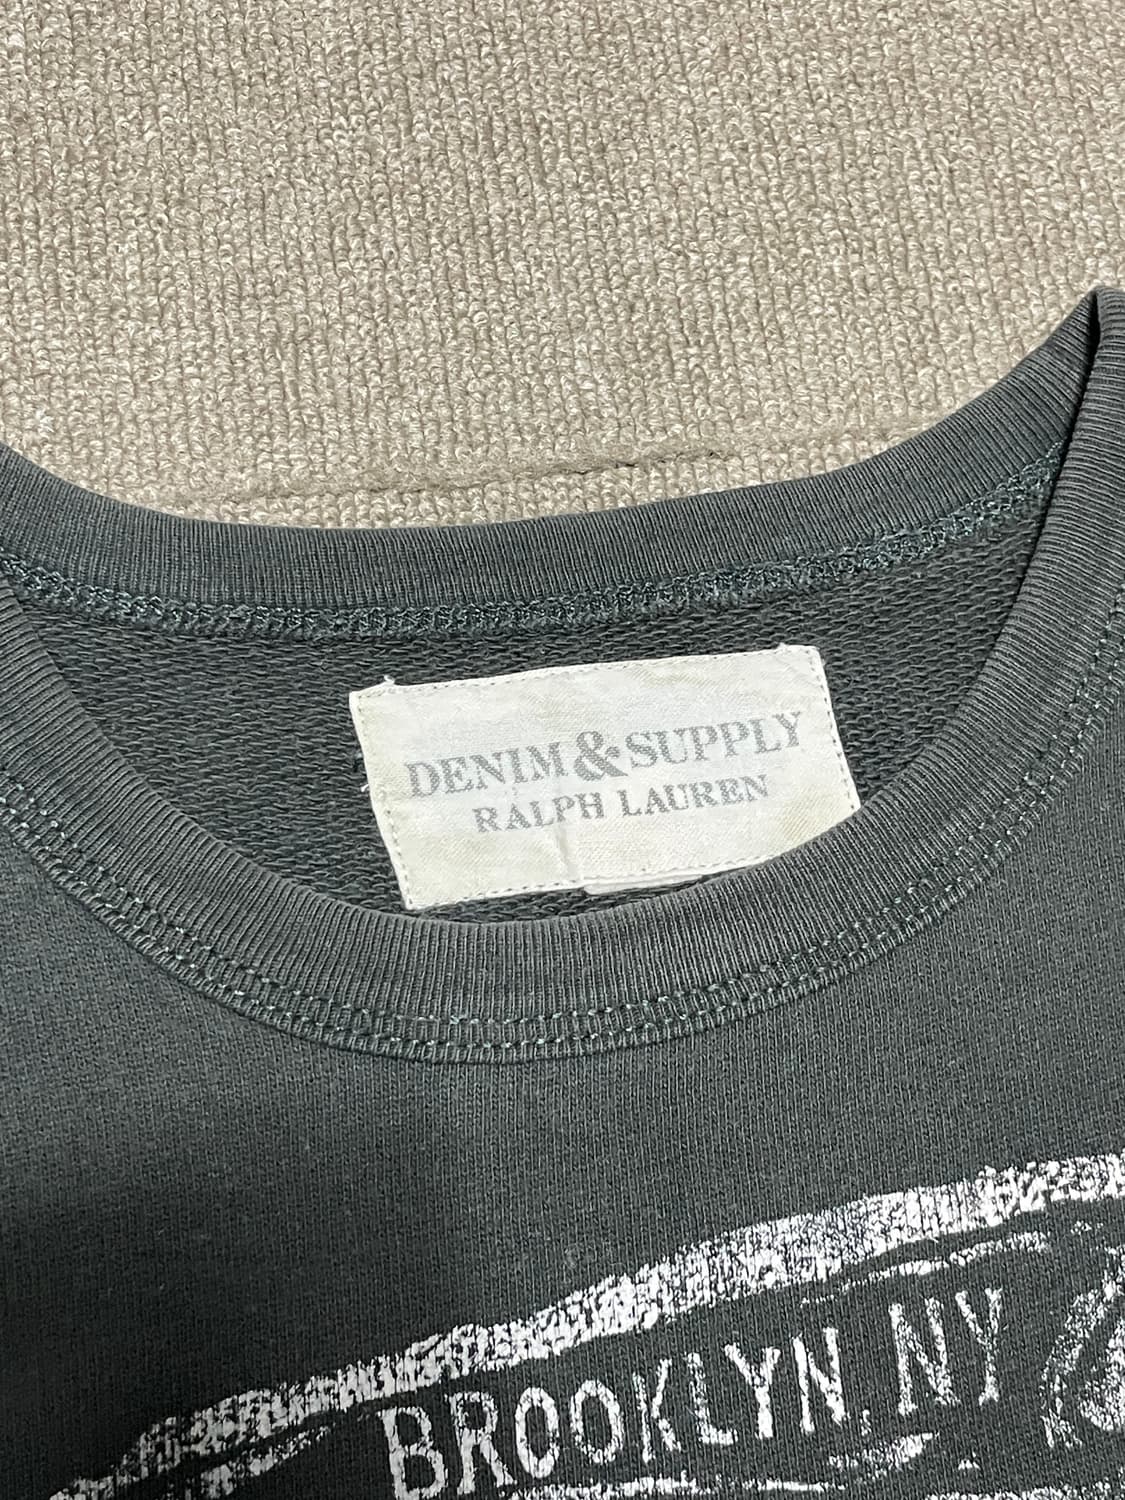 DENIM & SUPPLY
RALPH LAUREN
BROOKLYN, NY